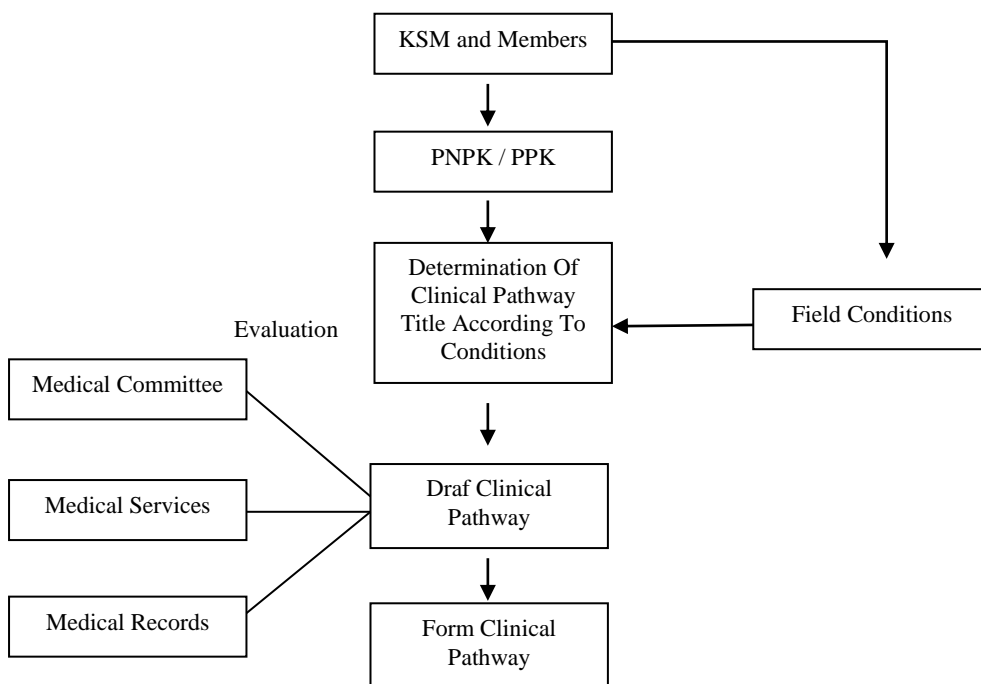 KSM and Members
PNPK / PPK
Determination Of
Clinical Pathway
Title According To
Conditions
Field Conditions
Evaluation
Medical Committee
Medical Services
Draf Clinical
Pathway
Medical Records
Form Clinical
Pathway